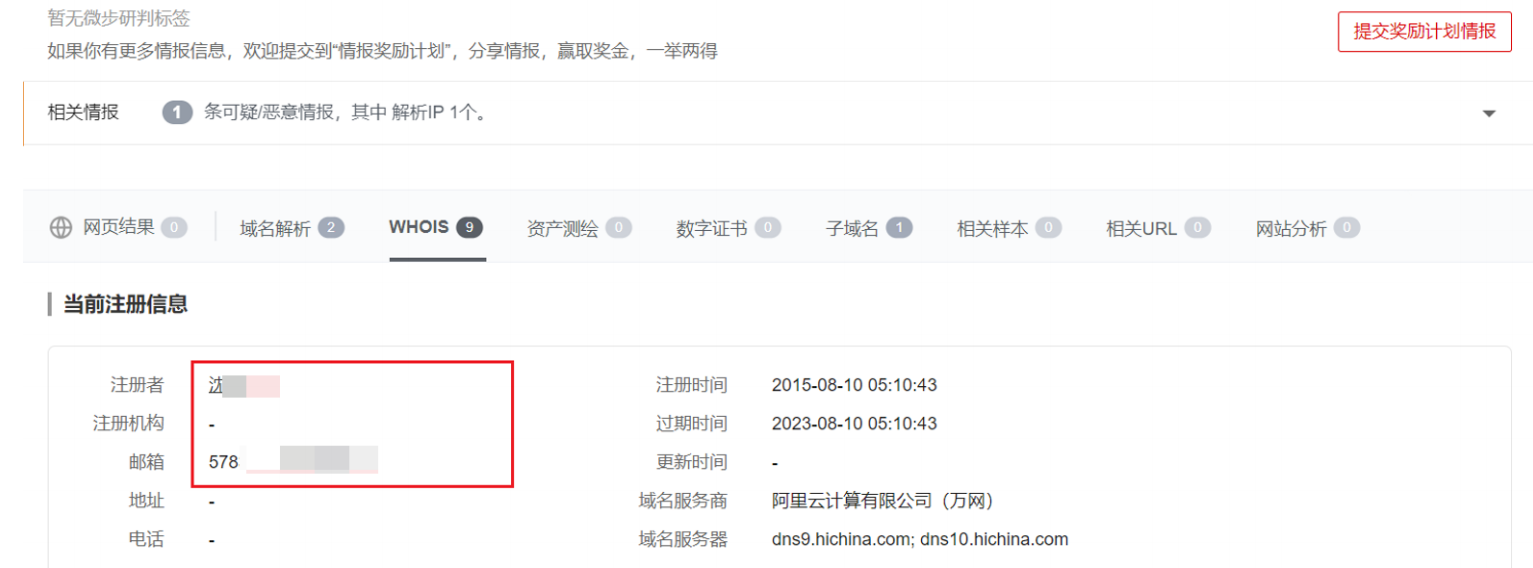 暂无微步研判标签
如果你有更多情报信息，欢迎提交到“情报奖励计划”，分享情报，赢取奖金，一举两得
提交奖励计划情报
相关情报 1 条可疑/恶意情报，其中 解析IP 1个。
网页结果 0 域名解析 2 WHOIS 9 资产测绘 0 数字证书 0 子域名 1 相关样本 0 相关URL 0 网站分析 0
当前注册信息
注册者 沈 注册时间 2015-08-10 05:10:43
注册机构 - 过期时间 2023-08-10 05:10:43
邮箱 578 更新时间 -
地址 - 域名服务商 阿里云计算有限公司（万网）
电话 - 域名服务器 dns9.hichina.com; dns10.hichina.com